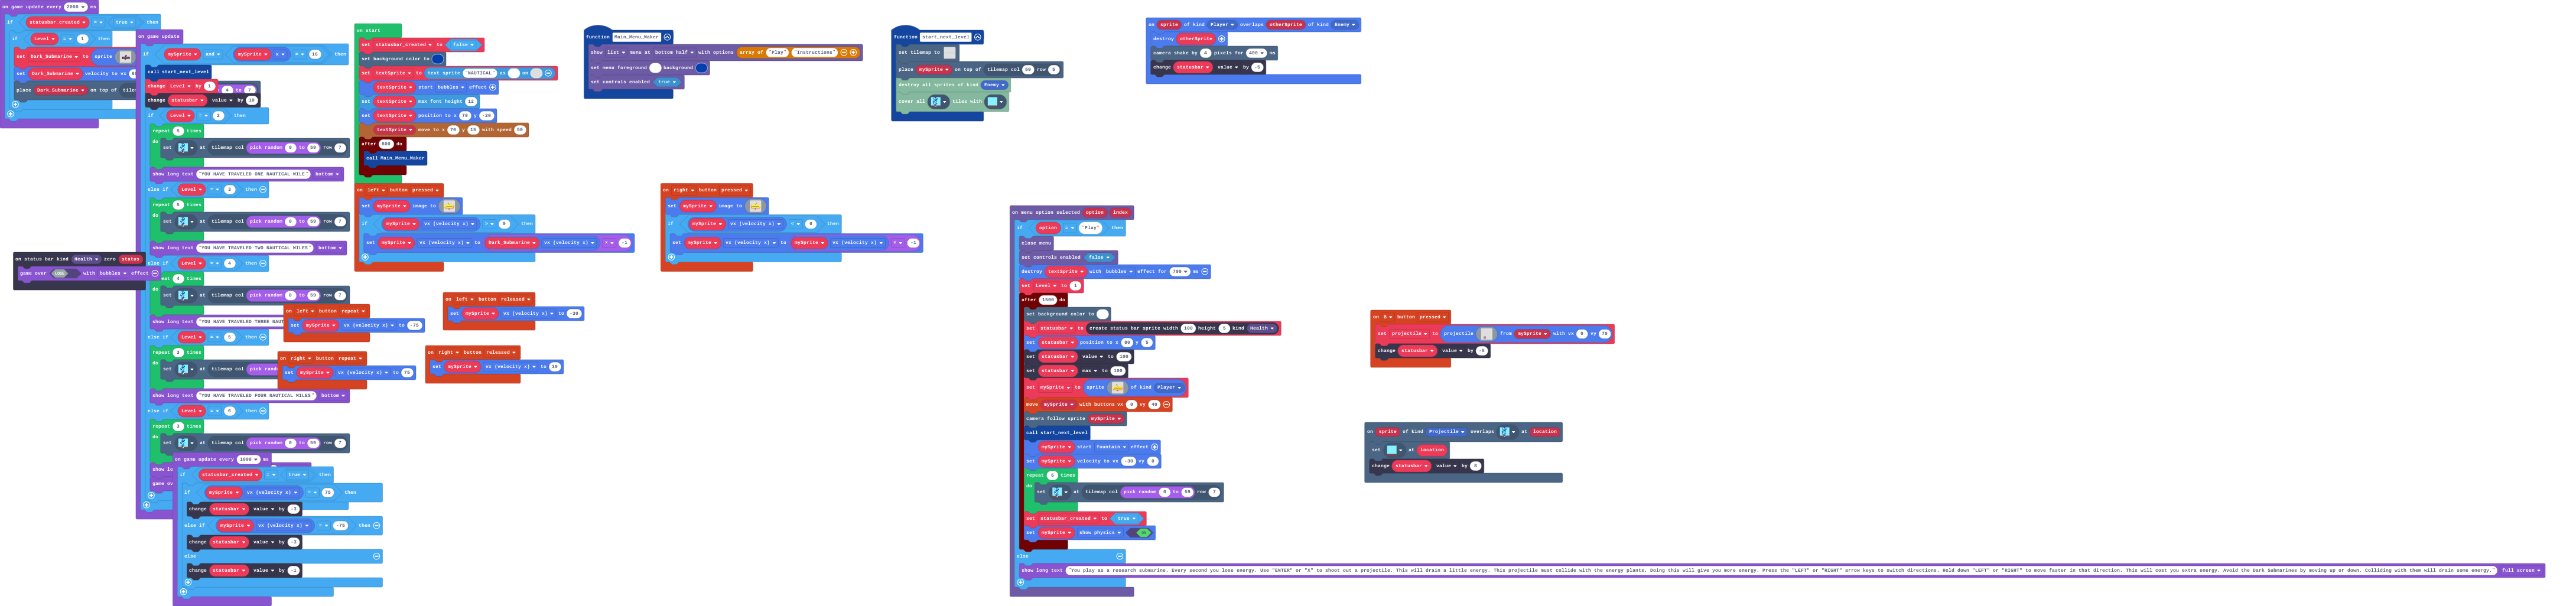 on game update every 2000 ms
if statusbar_created = true then
if Level = 1 then
set Dark_Submarine to sprite
set Dark_Submarine velocity to vx
place Dark_Submarine on top of
4 to 7
on game update
if mySprite and mySprite x = 10 then
call start_next_level
change Level by 1
change statusbar value by 10
if Level = 2 then
repeat 5 times
do set at tilemap col pick random 0 to 59 row 7
show long text "YOU HAVE TRAVELED ONE NAUTICAL MILE" bottom
else if Level = 3 then
repeat 5 times
do set at tilemap col pick random 0 to 59 row 7
show long text "YOU HAVE TRAVELED TWO NAUTICAL MILES" bottom
else if Level = 4 then
4 times
do set at tilemap col pick random 0 to 59 row 7
show long text "YOU HAVE TRAVELED THREE
else if Level = 5 then
repeat 3 times
do set at tilemap col pick
show long text "YOU HAVE TRAVELED FOUR NAUTICAL MILES" bottom
else if Level = 6 then
repeat 3 times
do set at tilemap col pick random 0 to 59 row 7
show
game
on status bar kind Health zero status
game over LOSE with bubbles effect
on game update every 1000 ms
if statusbar_created = true then
if mySprite vx (velocity x) = 75 then
change statusbar value by -3
else if mySprite vx (velocity x) = -75 then
change statusbar value by -3
else
change statusbar value by -1
on start
set statusbar_created to false
set background color to
set textSprite to text sprite "NAUTICAL" as on
textSprite start bubbles effect
set textSprite max font height 12
set textSprite position to x 78 y -20
textSprite move to x 78 y 15 with speed 50
after 900 do
call Main_Menu_Maker
on left button pressed
set mySprite image to
if mySprite vx (velocity x) > 0 then
set mySprite vx (velocity x) to Dark_Submarine vx (velocity x) × -1
on right button pressed
set mySprite image to
if mySprite vx (velocity x) < 0 then
set mySprite vx (velocity x) to mySprite vx (velocity x) × -1
on left button repeat
set mySprite vx (velocity x) to -75
on left button released
set mySprite vx (velocity x) to -30
on right button repeat
set mySprite vx (velocity x) to 75
on right button released
set mySprite vx (velocity x) to 30
function Main_Menu_Maker
show list menu at bottom half with options array of "Play" "Instructions"
set menu foreground background
set controls enabled true
function start_next_level
set tilemap to
place mySprite on top of tilemap col 59 row 5
destroy all sprites of kind Enemy
cover all tiles with
on sprite of kind Player overlaps otherSprite of kind Enemy
destroy otherSprite
camera shake by 4 pixels for 400 ms
change statusbar value by -5
on menu option selected option index
if option = "Play" then
close menu
set controls enabled false
destroy textSprite with bubbles effect for 700 ms
set Level to 1
after 1500 do
set background color to
set statusbar to create status bar sprite width 100 height 5 kind Health
set statusbar position to x 80 y 5
set statusbar value to 100
set statusbar max to 100
set mySprite to sprite of kind Player
move mySprite with buttons vx 0 vy 40
camera follow sprite mySprite
call start_next_level
mySprite start fountain effect
set mySprite velocity to vx -30 vy 0
repeat 5 times
do set at tilemap col pick random 0 to 59 row 7
set statusbar_created to true
set mySprite show physics ON
else
show long text "You play as a research submarine. Every second you lose energy. Use "ENTER" or "X" to shoot out a projectile. This will drain a little energy. This projectile must collide with the energy plants. Doing this will give you more energy. Press the "LEFT" or "RIGHT" arrow keys to switch directions. Hold down "LEFT" or "RIGHT" to move faster in that direction. This will cost you extra energy. Avoid the Dark Submarines by moving up or down. Colliding with them will drain some energy." full screen
on B button pressed
set projectile to projectile from mySprite with vx 0 vy 70
change statusbar value by -5
on sprite of kind Projectile overlaps at location
set at location
change statusbar value by 8